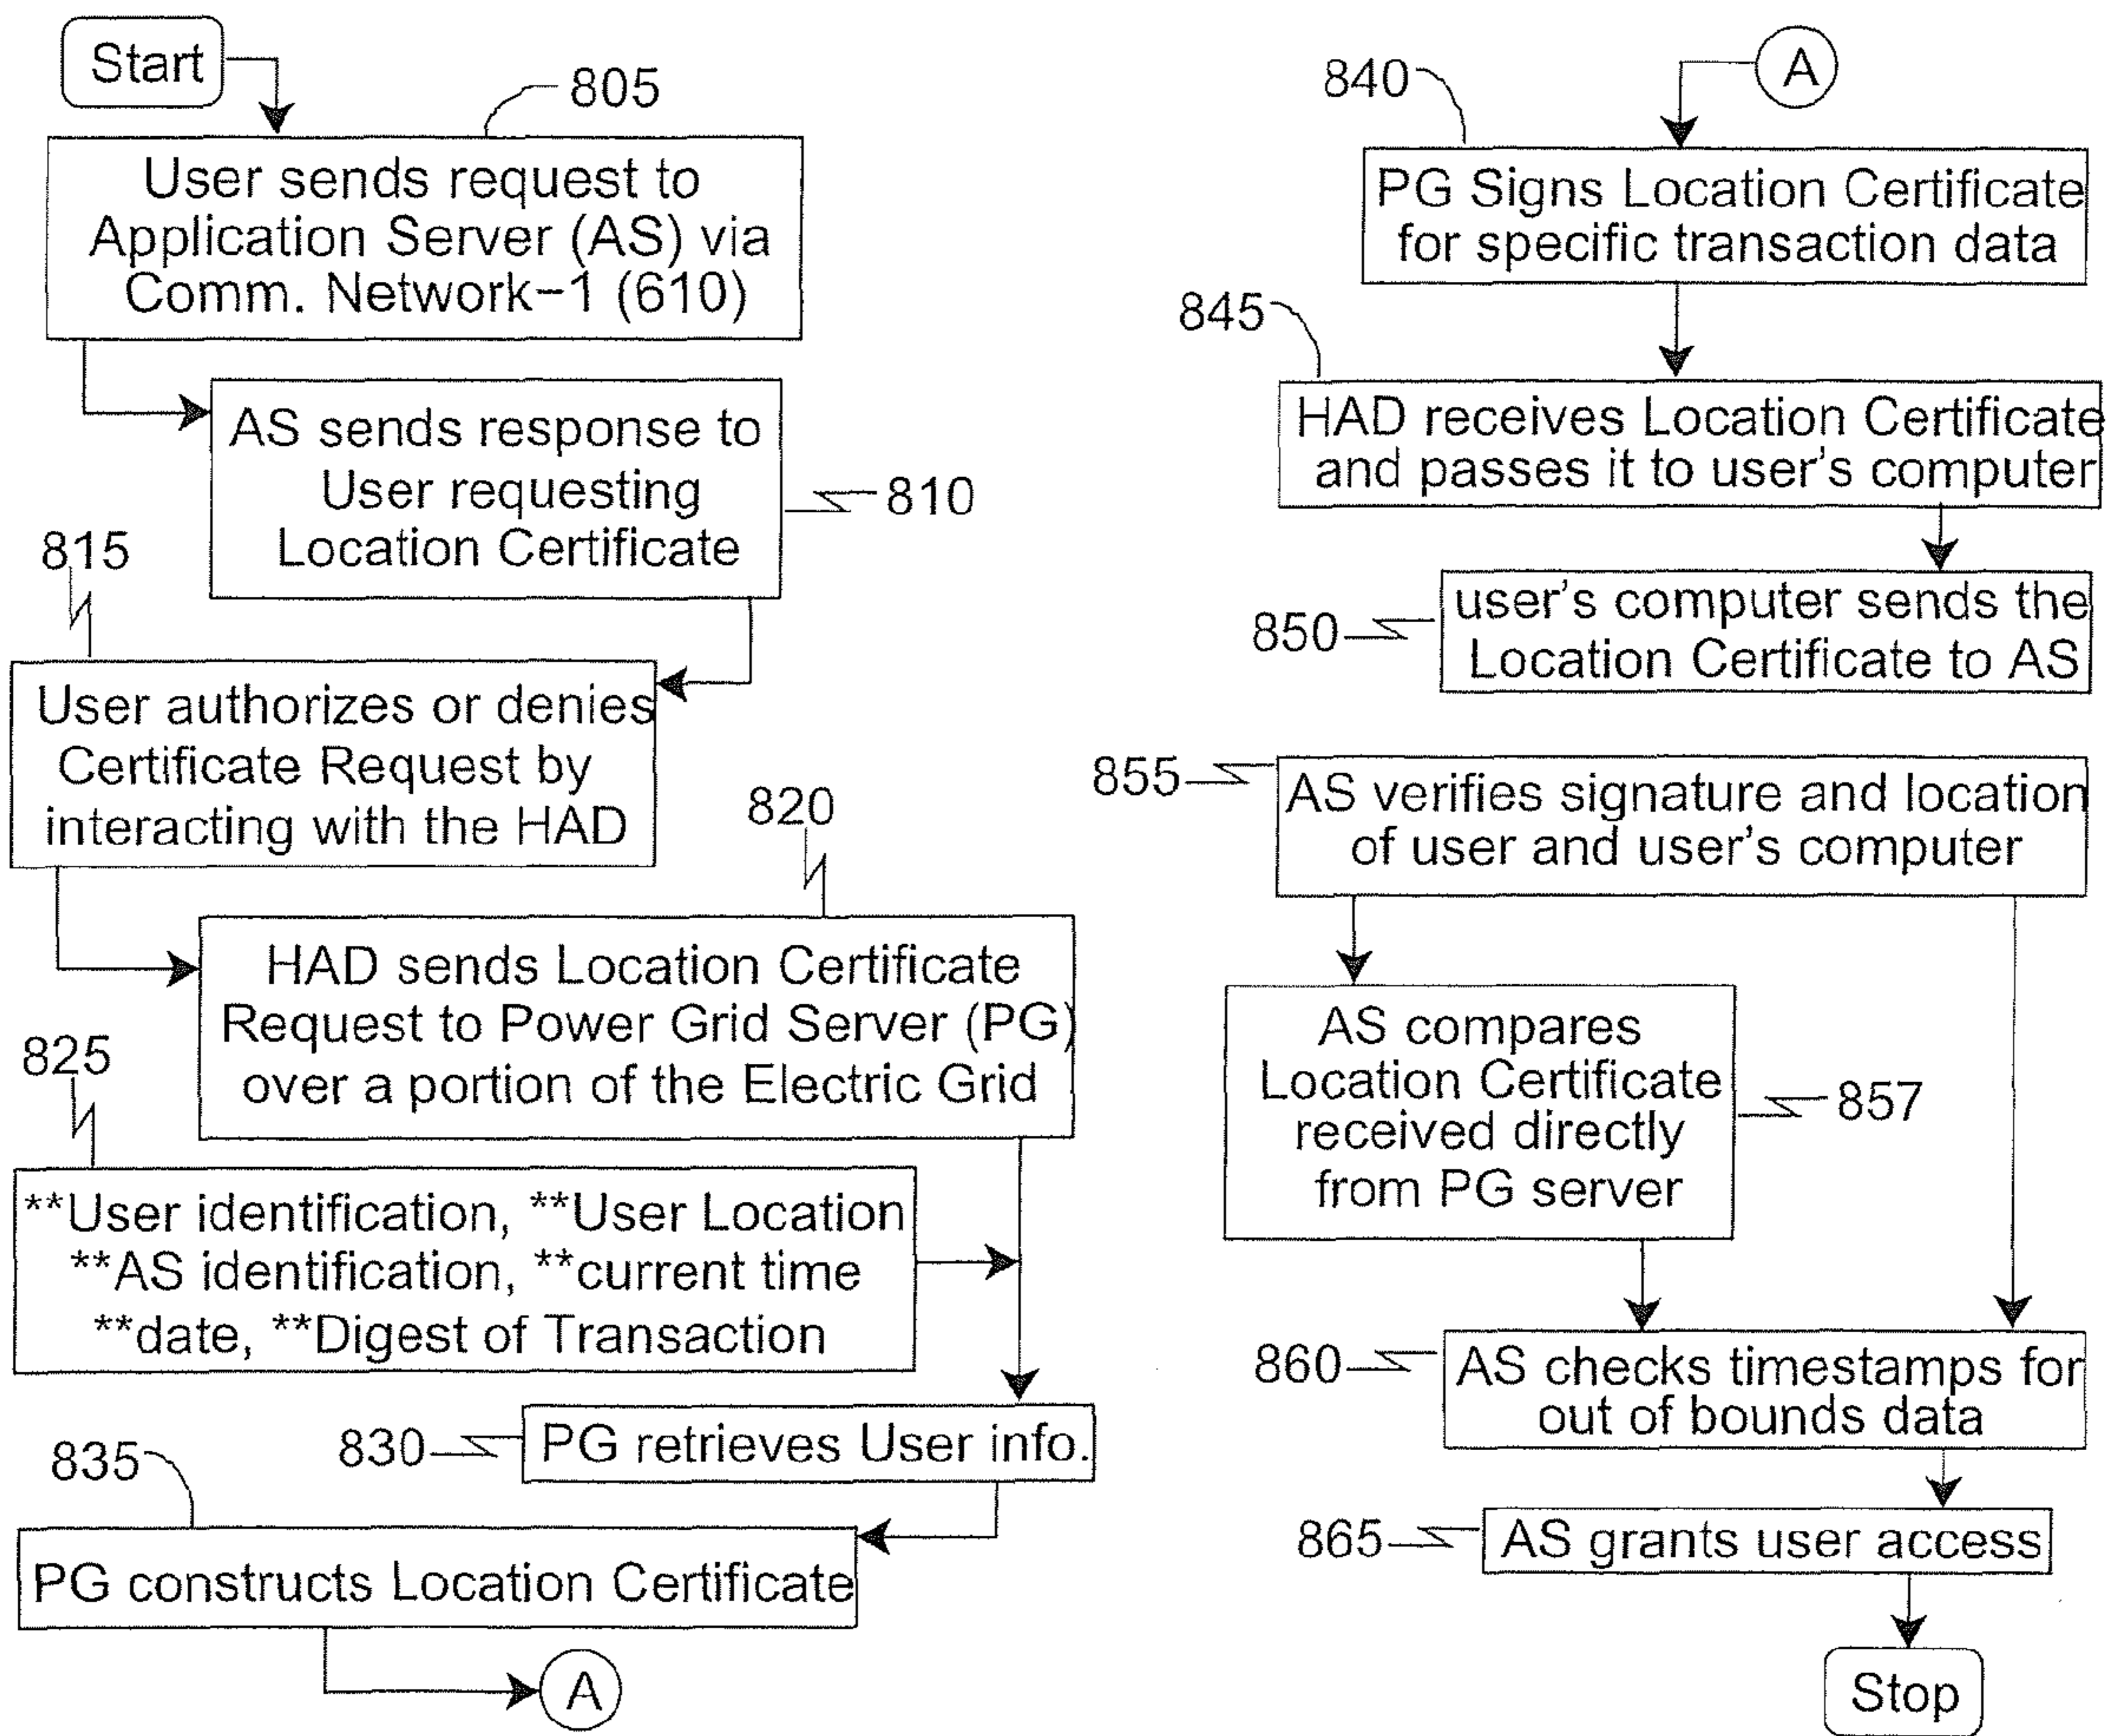 Start
805
User sends request to
Application Server (AS) via
Comm. Network-1 (610)
AS sends response to
User requesting
Location Certificate
810
815
User authorizes or denies
Certificate Request by
interacting with the HAD
820
HAD sends Location Certificate
Request to Power Grid Server (PG)
over a portion of the Electric Grid
825
**User identification, **User Location
**AS identification, **current time
**date, **Digest of Transaction
830
PG retrieves User info.
835
PG constructs Location Certificate
A
A
840
PG Signs Location Certificate
for specific transaction data
845
HAD receives Location Certificate
and passes it to user's computer
850
user's computer sends the
Location Certificate to AS
855
AS verifies signature and location
of user and user's computer
AS compares
Location Certificate
received directly
from PG server
857
860
AS checks timestamps for
out of bounds data
865
AS grants user access
Stop